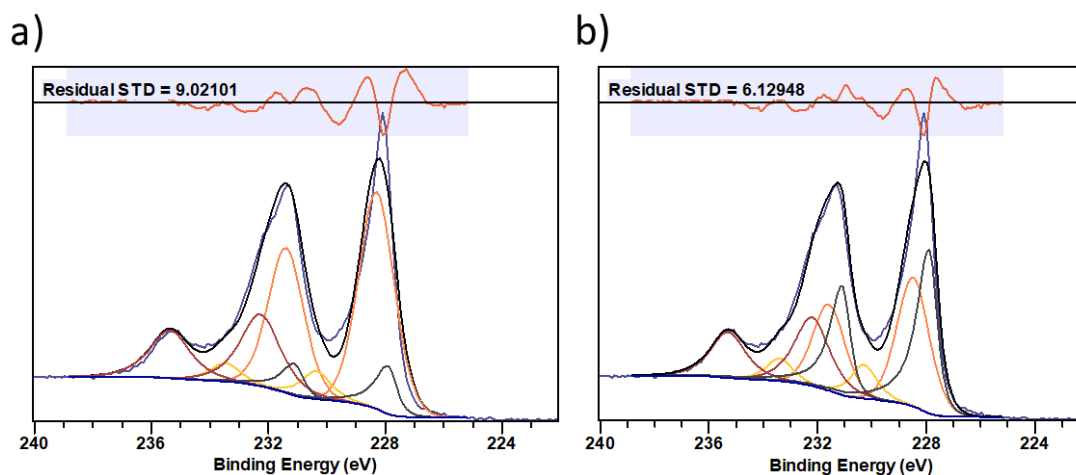 a)
Residual STD = 9.02101
240 236 232 228 224
Binding Energy (eV)
b)
Residual STD = 6.12948
240 236 232 228 224
Binding Energy (eV)